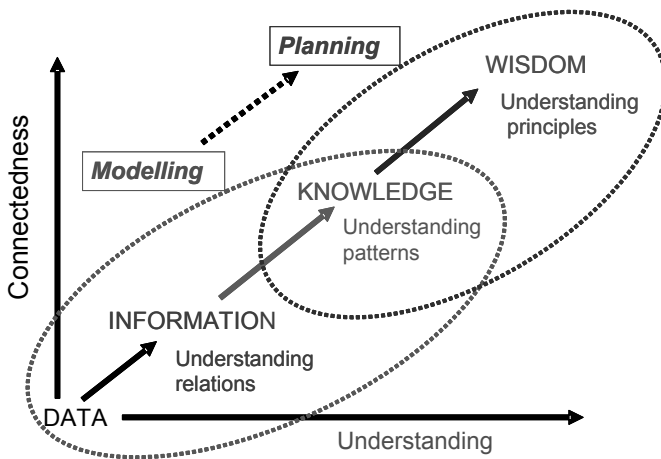 Planning
WISDOM
Understanding
principles
Modelling
KNOWLEDGE
Understanding
patterns
Connectedness
INFORMATION
Understanding
relations
DATA
Understanding